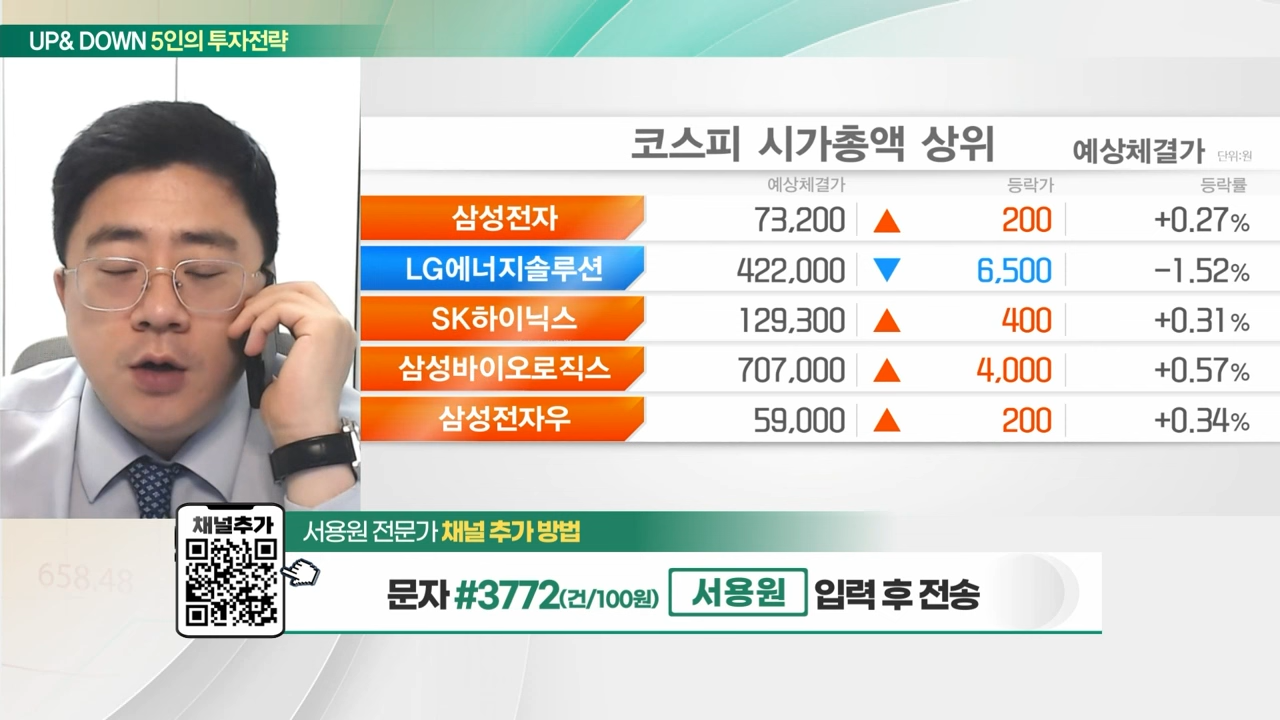 UP& DOWN 5인의 투자전략
코스피 시가총액 상위 예상체결가 단위:원
예상체결가 등락가 등락률
삼성전자 73,200 ▲ 200 +0.27%
LG에너지솔루션 422,000 ▼ 6,500 -1.52%
SK하이닉스 129,300 ▲ 400 +0.31%
삼성바이오로직스 707,000 ▲ 4,000 +0.57%
삼성전자우 59,000 ▲ 200 +0.34%
채널추가
서용원 전문가 채널 추가 방법
658.48
문자 #3772(건/100원) 서용원 입력 후 전송